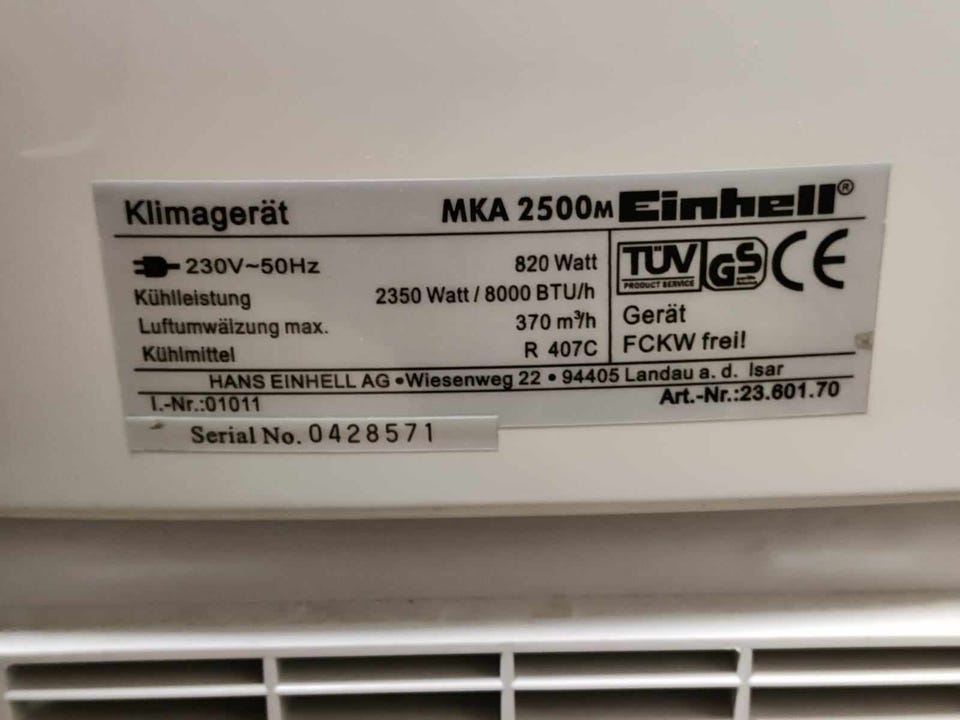 Klimagerät MKA 2500M Einhell®
230V~50Hz 820 Watt
Kühlleistung 2350 Watt / 8000 BTU/h
Luftumwälzung max. 370 m³/h
Kühlmittel R 407C
TÜV PRODUCT SERVICE GS CE
Gerät
FCKW frei!
HANS EINHELL AG • Wiesenweg 22 • 94405 Landau a. d. Isar
I.-Nr.:01011 Art.-Nr.:23.601.70
Serial No. 0428571